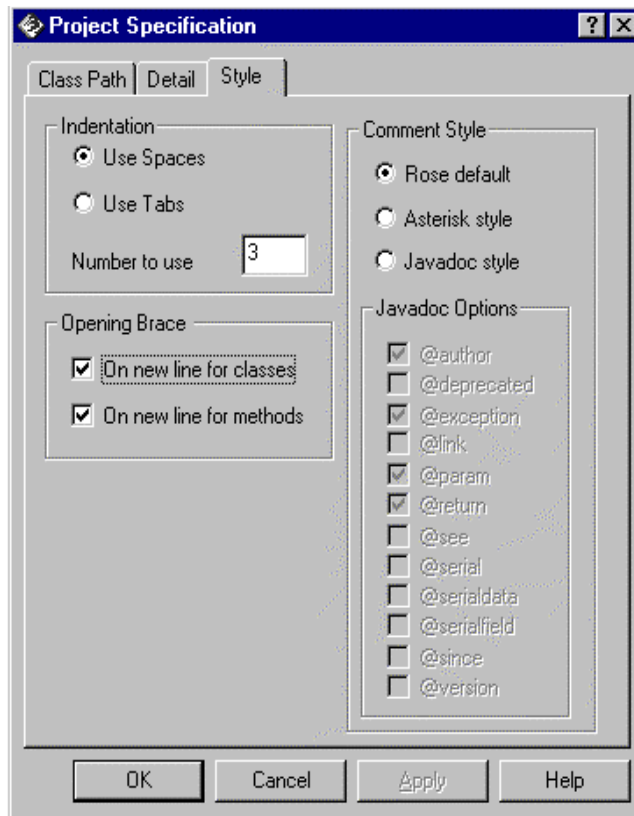 Project Specification
Class Path
Detail
Style
Indentation
Use Spaces
Use Tabs
Number to use 3
Opening Brace
On new line for classes
On new line for methods
Comment Style
Rose default
Asterisk style
Javadoc style
Javadoc Options
@author
@deprecated
@exception
@link
@param
@return
@see
@serial
@serialdata
@serialfield
@since
@version
OK
Cancel
Apply
Help